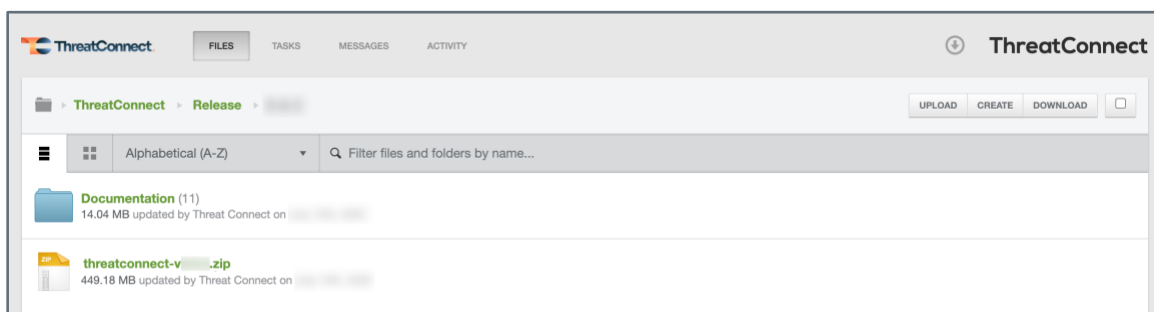 ThreatConnect FILES TASKS MESSAGES ACTIVITY ThreatConnect
ThreatConnect Release UPLOAD CREATE DOWNLOAD
Alphabetical (A-Z) Filter files and folders by name...
Documentation (11)
14.04 MB updated by Threat Connect on
ZIP threatconnect-v .zip
449.18 MB updated by Threat Connect on